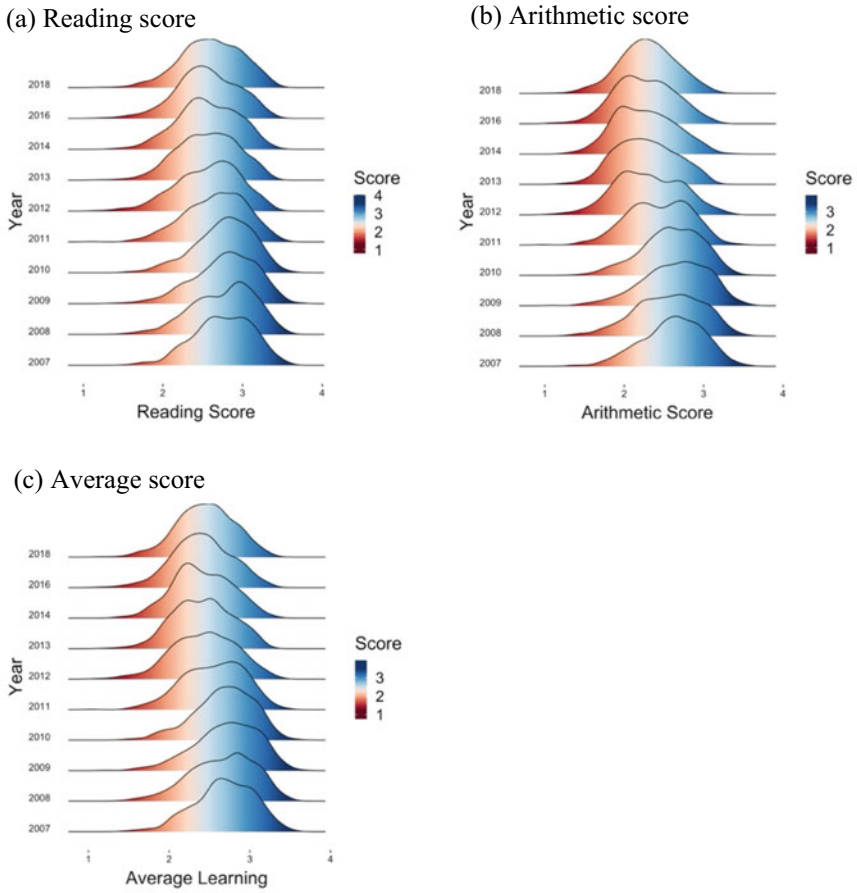 (a) Reading score
Year
2018
2016
2014
2013
2012
2011
2010
2009
2008
2007
1 2 3 4
Reading Score
Score
4
3
2
1
(b) Arithmetic score
Year
2018
2016
2014
2013
2012
2011
2010
2009
2008
2007
1 2 3 4
Arithmetic Score
Score
3
2
1
(c) Average score
Year
2018
2016
2014
2013
2012
2011
2010
2009
2008
2007
1 2 3 4
Average Learning
Score
3
2
1